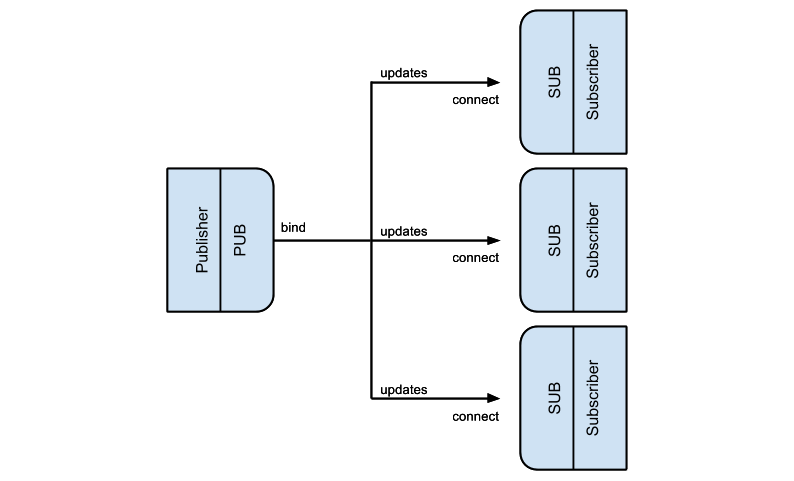 Publisher
PUB
bind
updates
connect
SUB
Subscriber
updates
connect
SUB
Subscriber
updates
connect
SUB
Subscriber